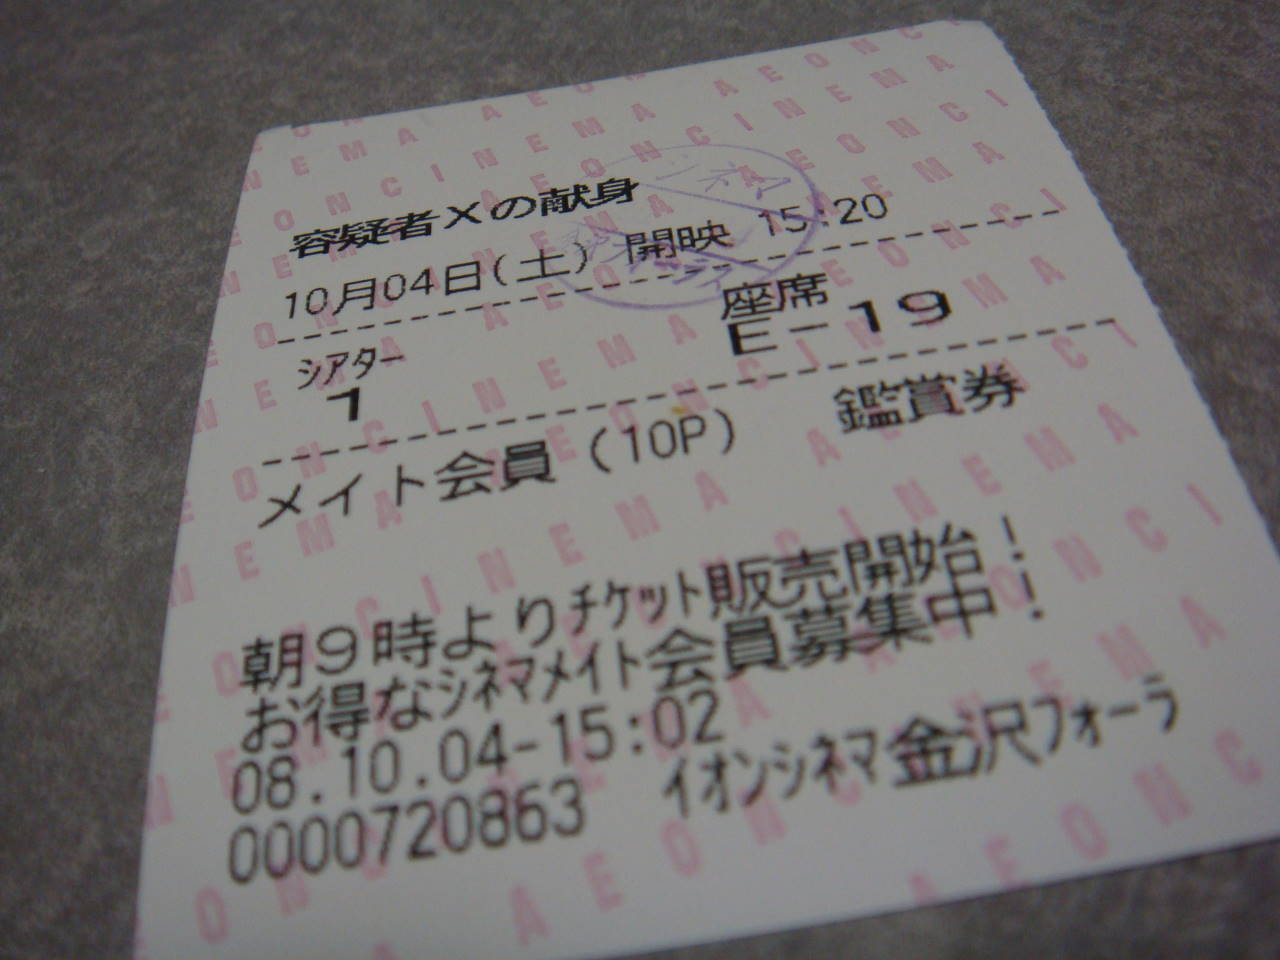 容疑者Xの献身
10月04日(土) 開映 15:20
シアター 座席
1 E-19
メイト会員(10P) 鑑賞券
朝9時よりチケット販売開始!
お得なシネマメイト会員募集中!
08.10.04-15:02
0000720863 イオンシネマ金沢フォーラ
AEONCINEMA